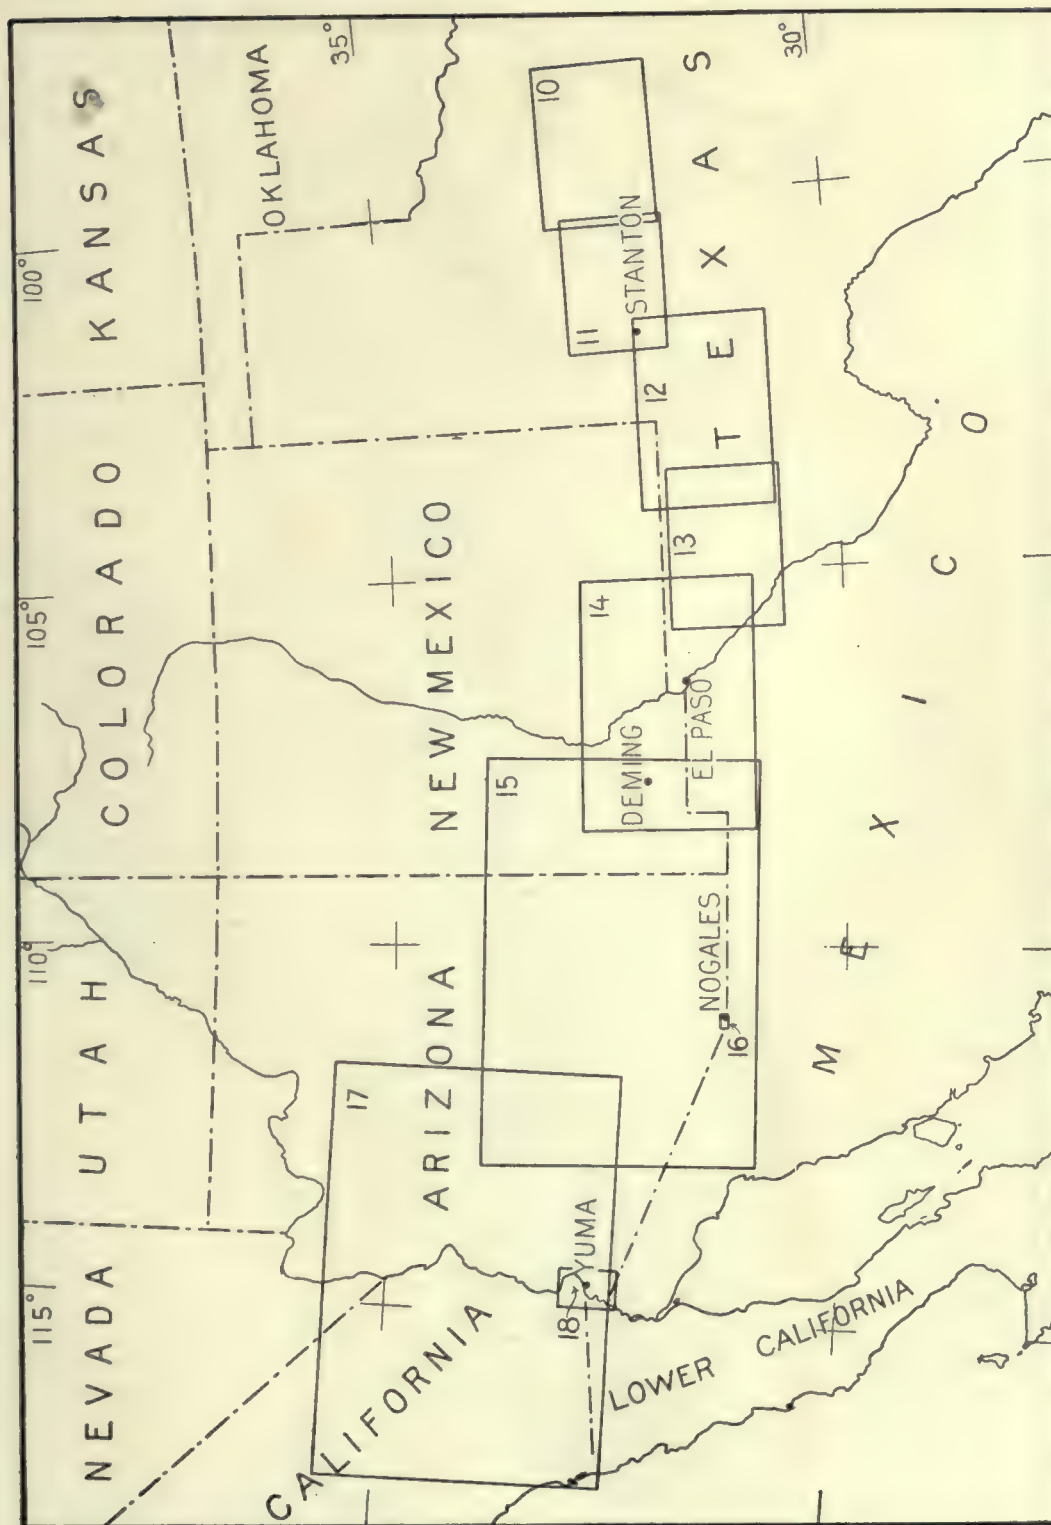 115°
110°
105°
100°
NEVADA
UTAH
COLORADO
KANSAS
OKLAHOMA
35°
CALIFORNIA
ARIZONA
NEW MEXICO
17
15
14
13
12
11
10
18
YUMA
16
NOGALES
DEMING
EL PASO
STANTON
TEXAS
30°
LOWER CALIFORNIA
MEXICO